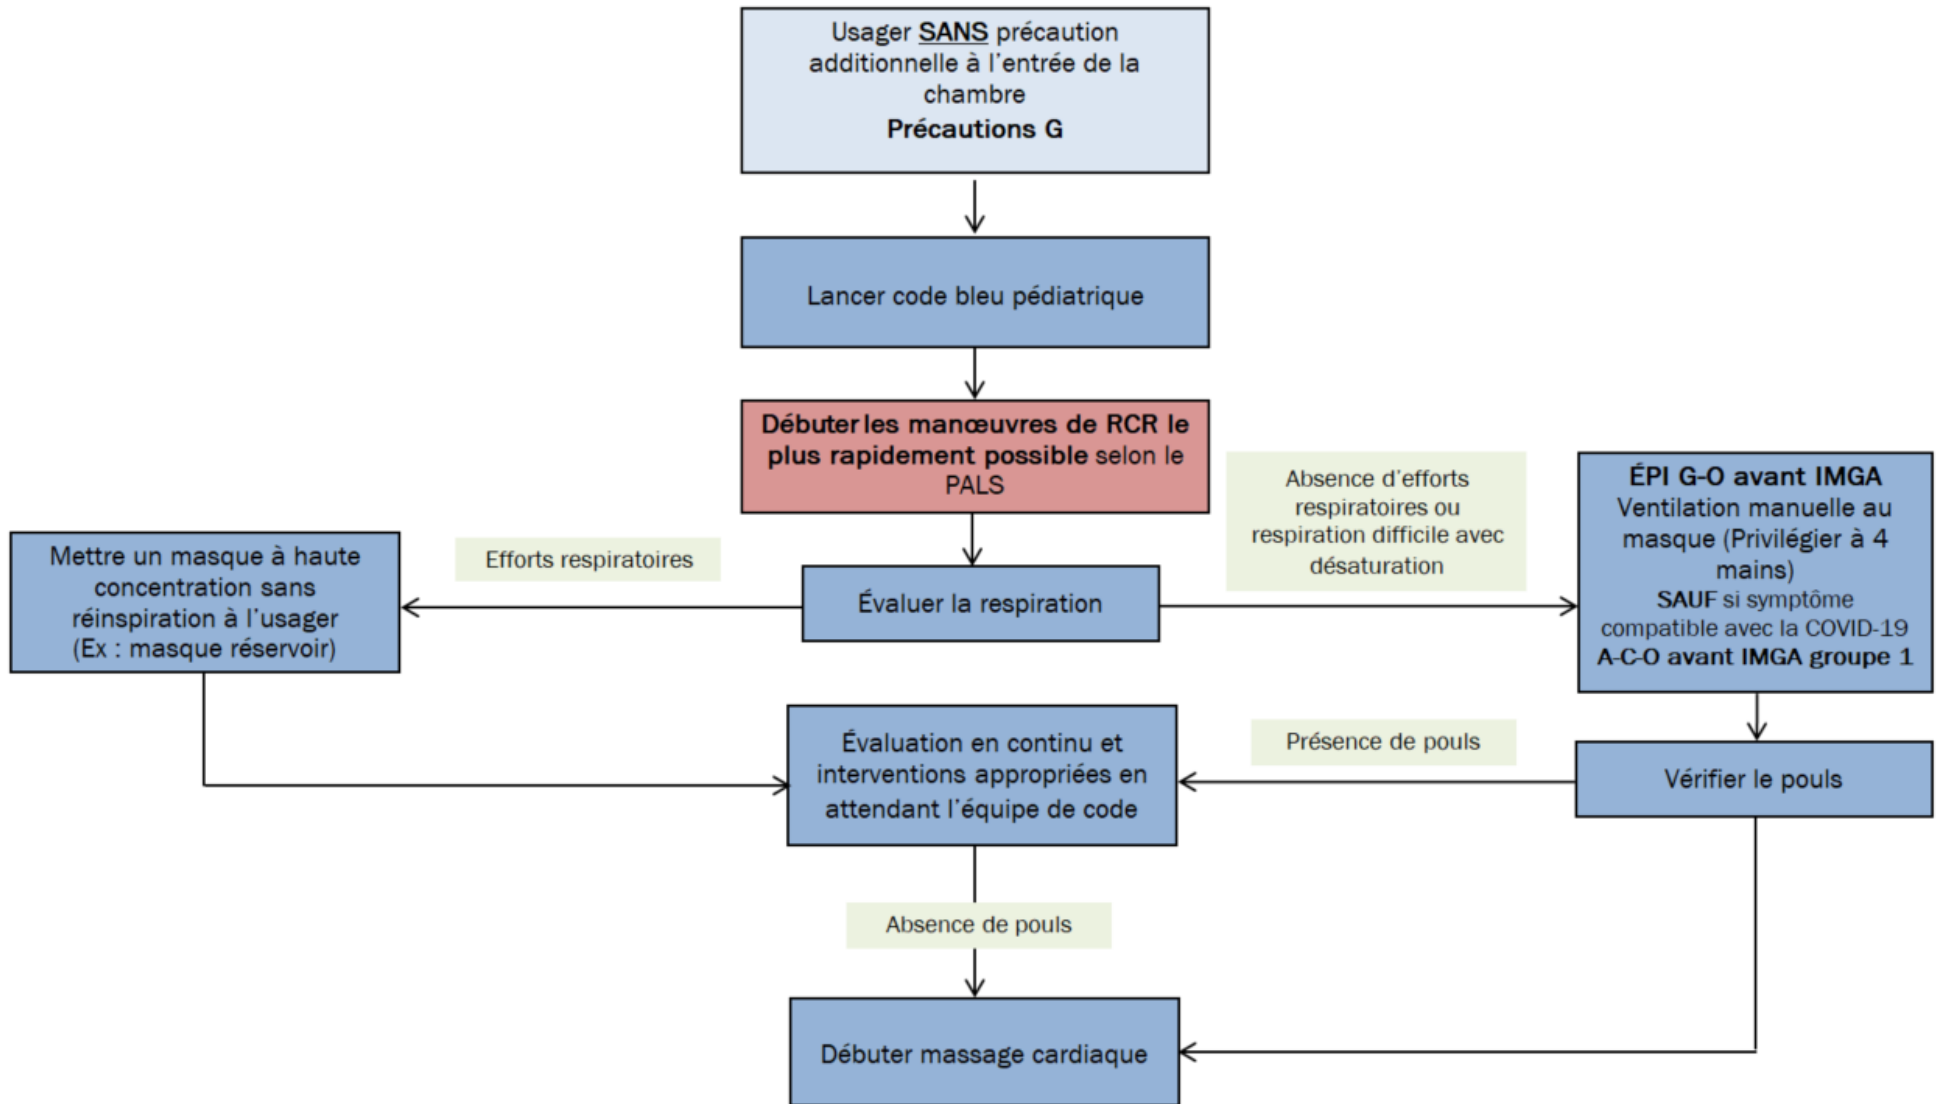 Usager SANS précaution
additionnelle à l'entrée de la
chambre
Précautions G
Lancer code bleu pédiatrique
Débuter les manœuvres de RCR le
plus rapidement possible selon le
PALS
Évaluer la respiration
Efforts respiratoires
Mettre un masque à haute
concentration sans
réinspiration à l'usager
(Ex : masque réservoir)
Absence d'efforts
respiratoires ou
respiration difficile avec
désaturation
ÉPI G-O avant IMGA
Ventilation manuelle au
masque (Privilégier à 4
mains)
SAUF si symptôme
compatible avec la COVID-19
A-C-O avant IMGA groupe 1
Vérifier le pouls
Présence de pouls
Évaluation en continu et
interventions appropriées en
attendant l'équipe de code
Absence de pouls
Débuter massage cardiaque